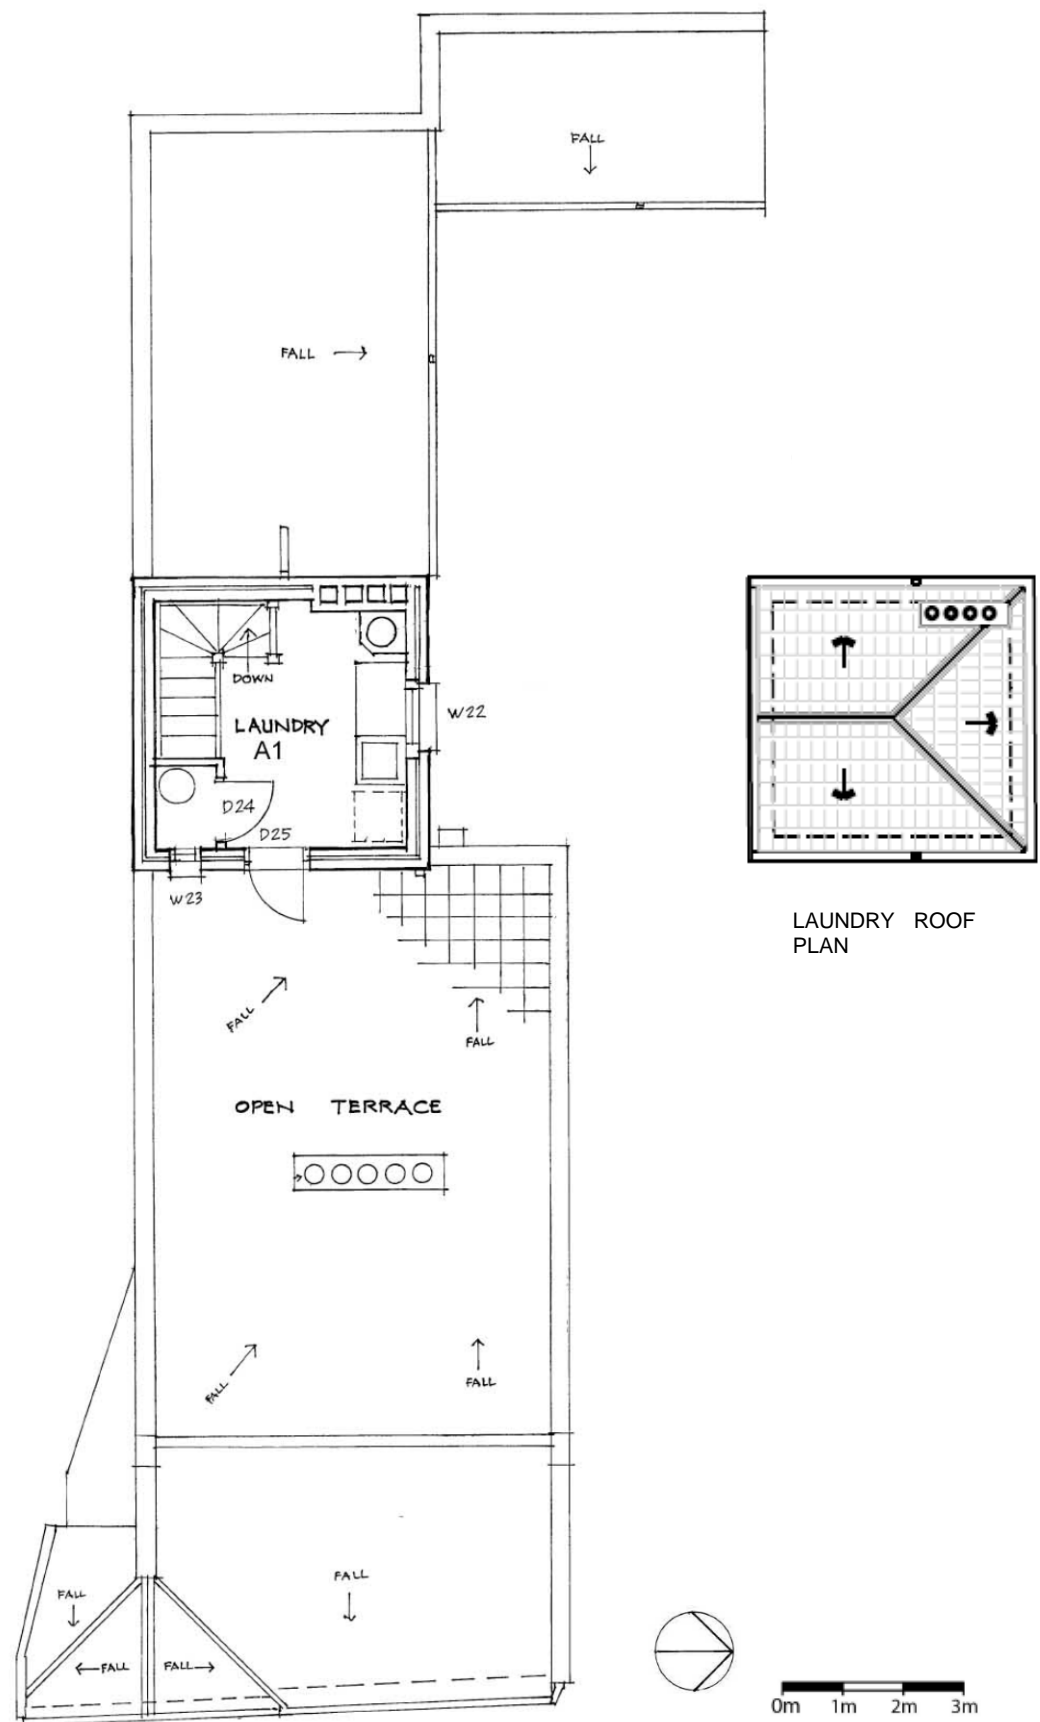 FALL
FALL
DOWN
LAUNDRY
A1
W22
D24
D25
W23
LAUNDRY ROOF
PLAN
FALL
FALL
OPEN TERRACE
FALL
FALL
FALL
FALL
FALL
FALL
0m 1m 2m 3m